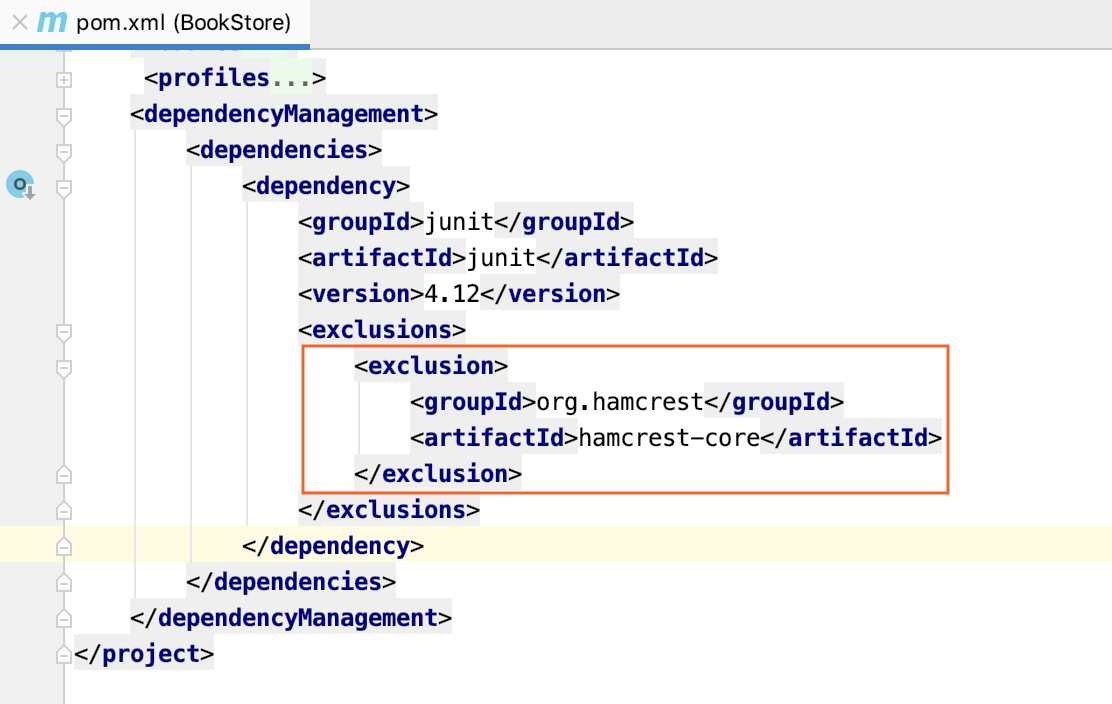 m pom.xml (BookStore)
<profiles...>
<dependencyManagement>
<dependencies>
<dependency>
<groupId>junit</groupId>
<artifactId>junit</artifactId>
<version>4.12</version>
<exclusions>
<exclusion>
<groupId>org.hamcrest</groupId>
<artifactId>hamcrest-core</artifactId>
</exclusion>
</exclusions>
</dependency>
</dependencies>
</dependencyManagement>
</project>